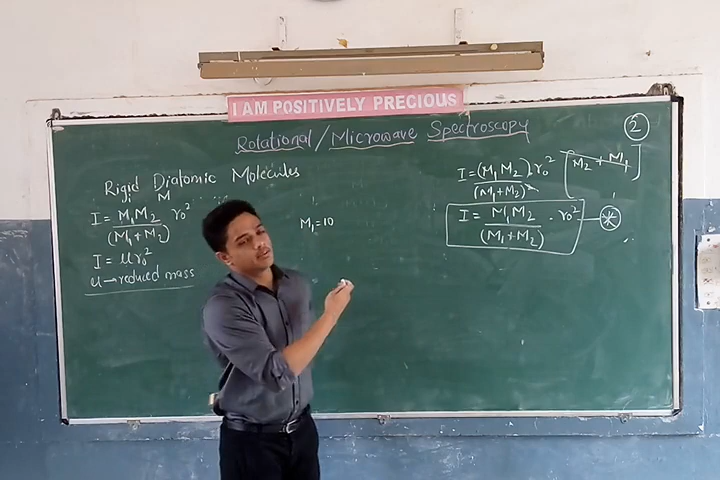 I AM POSITIVELY PRECIOUS
Rotational / Microwave Spectroscopy
2
Rigid Diatomic Molecules
M
I = M₁M₂ / (M₁+M₂) r₀²
I = μr₀²
μ → reduced mass
M₁=10
I = (M₁M₂) . r₀² / (M₁+M₂)² [M₂ + M₁]
I = M₁M₂ / (M₁+M₂) . r₀² — *